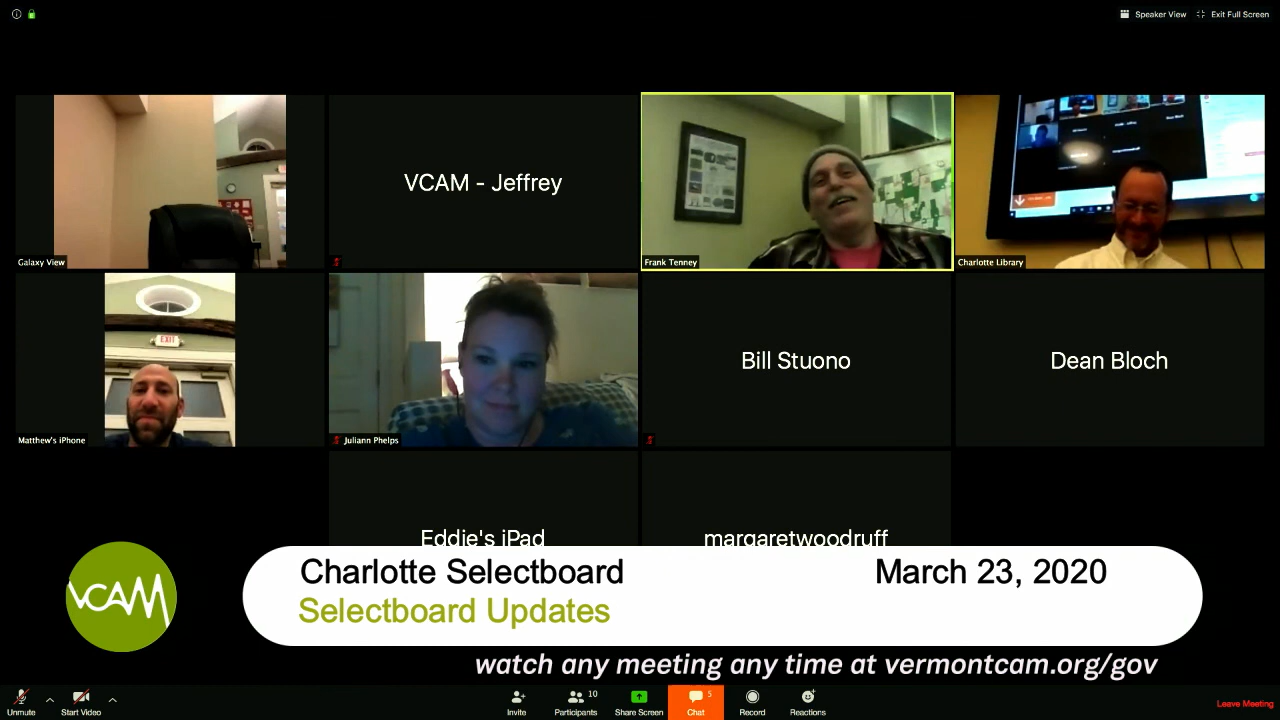 Speaker View
Exit Full Screen
VCAM - Jeffrey
Galaxy View
Frank Tenney
Charlotte Library
EXIT
Bill Stuono
Dean Bloch
Matthew's iPhone
Juliann Phelps
Eddie's iPad
margaretwoodruff
VCAM
Charlotte Selectboard
March 23, 2020
Selectboard Updates
watch any meeting any time at vermontcam.org/gov
Unmute
Start Video
Invite
10
Participants
Share Screen
5
Chat
Record
Reactions
Leave Meeting